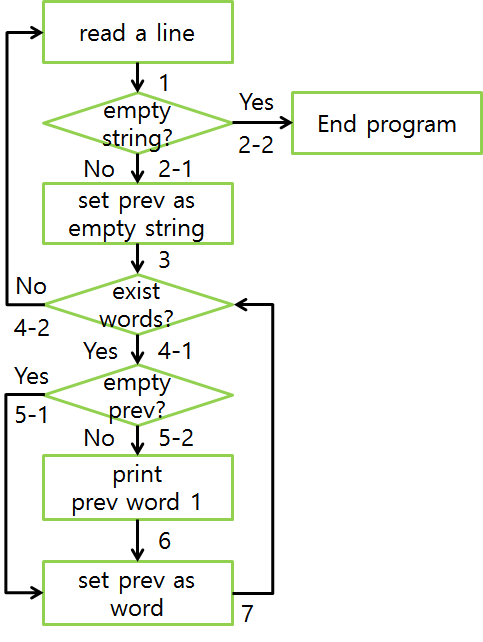 read a line
1
empty
string?
Yes
2-2
End program
No
2-1
set prev as
empty string
3
No
4-2
exist
words?
Yes
4-1
Yes
5-1
empty
prev?
No
5-2
print
prev word 1
6
set prev as
word
7